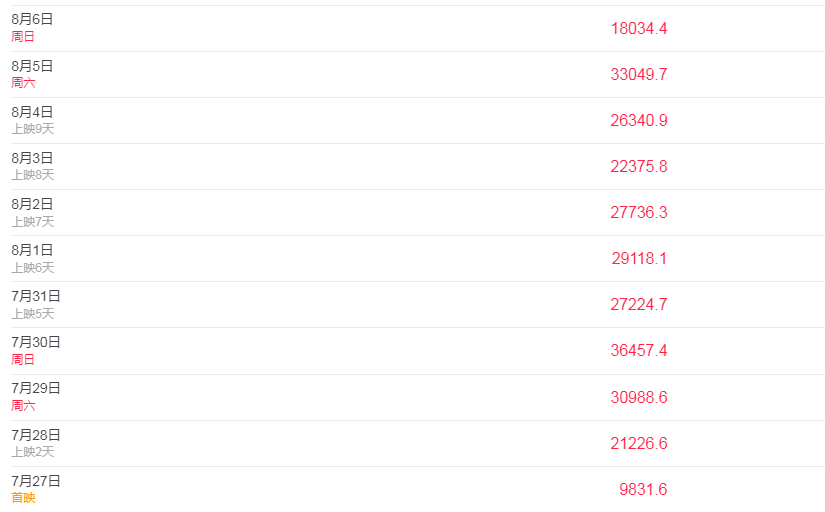 8月6日
18034.4
周日
8月5日
33049.7
周六
8月4日
26340.9
上映9天
8月3日
22375.8
上映8天
8月2日
27736.3
上映7天
8月1日
29118.1
上映6天
7月31日
27224.7
上映5天
7月30日
36457.4
周日
7月29日
30988.6
周六
7月28日
21226.6
上映2天
7月27日
9831.6
首映